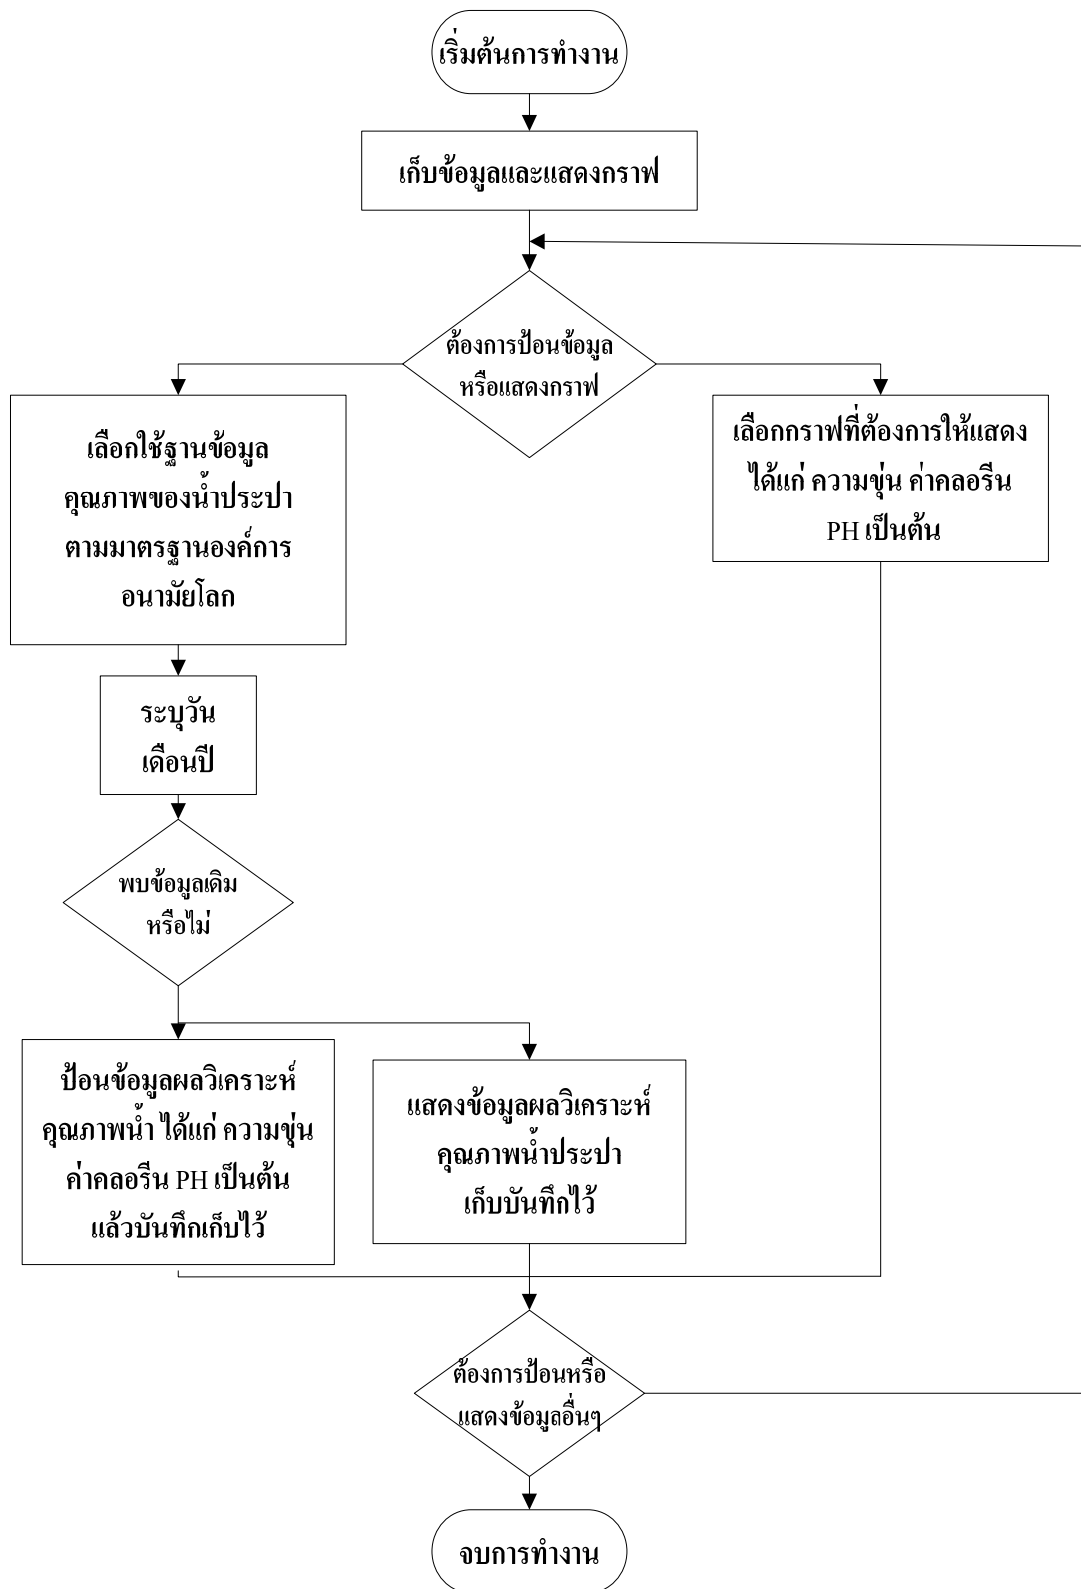 เริ่มต้นการทำงาน
เก็บข้อมูลและแสดงกราฟ
ต้องการป้อนข้อมูล
หรือแสดงกราฟ
เลือกใช้ฐานข้อมูล
คุณภาพของน้ำประปา
ตามมาตรฐานองค์การ
อนามัยโลก
เลือกกราฟที่ต้องการให้แสดง
ได้แก่ ความขุ่น ค่าคลอรีน
PH เป็นต้น
ระบุวัน
เดือนปี
พบข้อมูลเดิม
หรือไม่
ป้อนข้อมูลผลวิเคราะห์
คุณภาพน้ำ ได้แก่ ความขุ่น
ค่าคลอรีน PH เป็นต้น
แล้วบันทึกเก็บไว้
แสดงข้อมูลผลวิเคราะห์
คุณภาพน้ำประปา
เก็บบันทึกไว้
ต้องการป้อนหรือ
แสดงข้อมูลอื่นๆ
จบการทำงาน